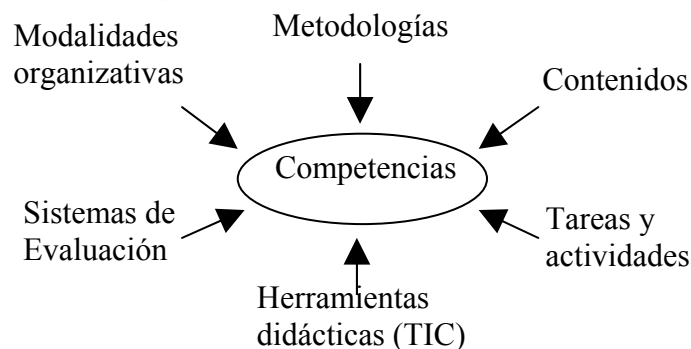 Modalidades
organizativas
Metodologías
Contenidos
Competencias
Sistemas de
Evaluación
Tareas y
actividades
Herramientas
didácticas (TIC)